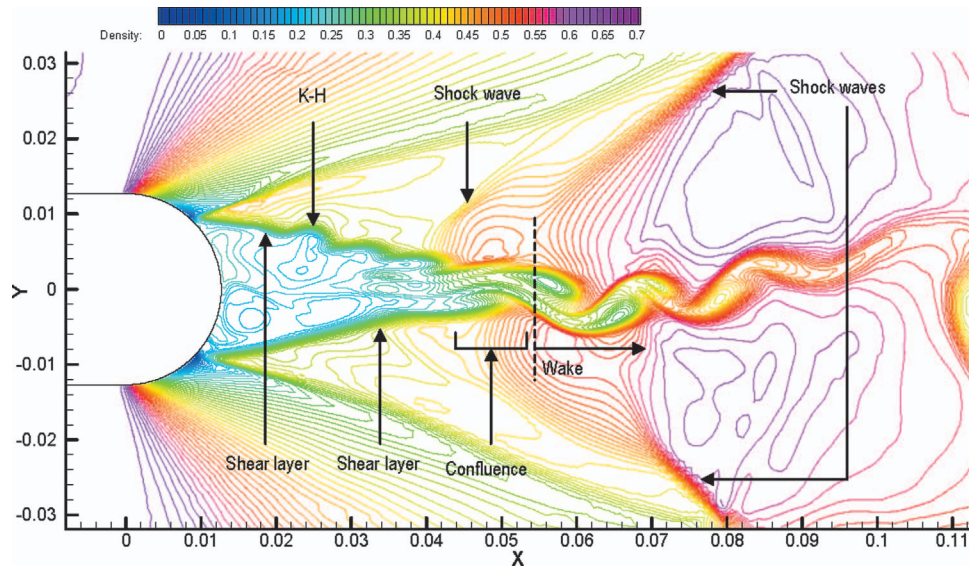 Density: 0 0.05 0.1 0.15 0.2 0.25 0.3 0.35 0.4 0.45 0.5 0.55 0.6 0.65 0.7
K-H
Shock wave
Shock waves
Shear layer
Shear layer
Confluence
Wake
Y
0.03
0.02
0.01
0
-0.01
-0.02
-0.03
0 0.01 0.02 0.03 0.04 0.05 0.06 0.07 0.08 0.09 0.1 0.11
X